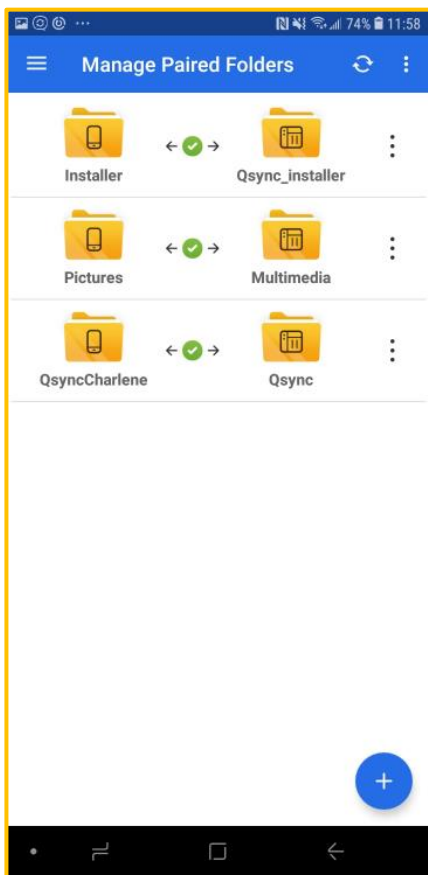 74% 11:58
Manage Paired Folders
Installer Qsync_installer
Pictures Multimedia
QsyncCharlene Qsync